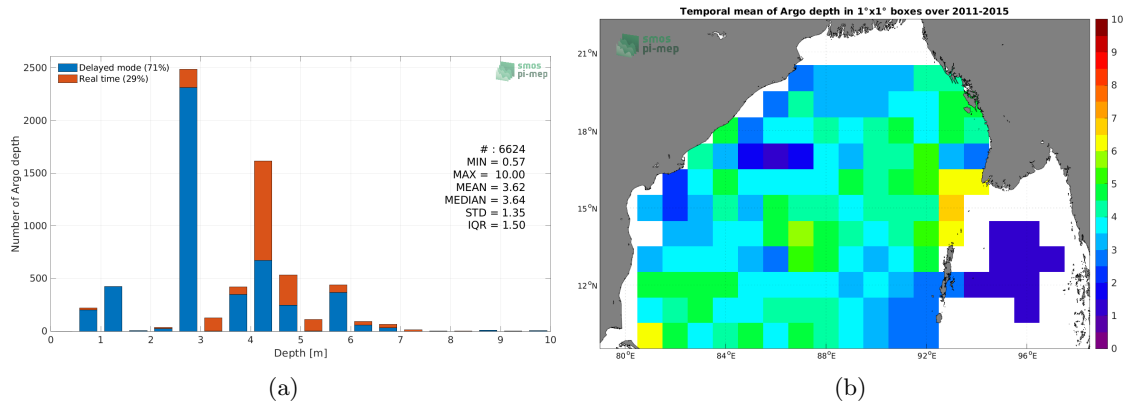 2500
2000
1500
1000
500
0
Number of Argo depth
Delayed mode (71%)
Real time (29%)
smos
pi-mep
# : 6624
MIN = 0.57
MAX = 10.00
MEAN = 3.62
MEDIAN = 3.64
STD = 1.35
IQR = 1.50
0 1 2 3 4 5 6 7 8 9 10
Depth [m]
(a)
Temporal mean of Argo depth in 1°x1° boxes over 2011-2015
smos
pi-mep
21°N
18°N
15°N
12°N
80°E 84°E 88°E 92°E 96°E
10
9
8
7
6
5
4
3
2
1
0
(b)